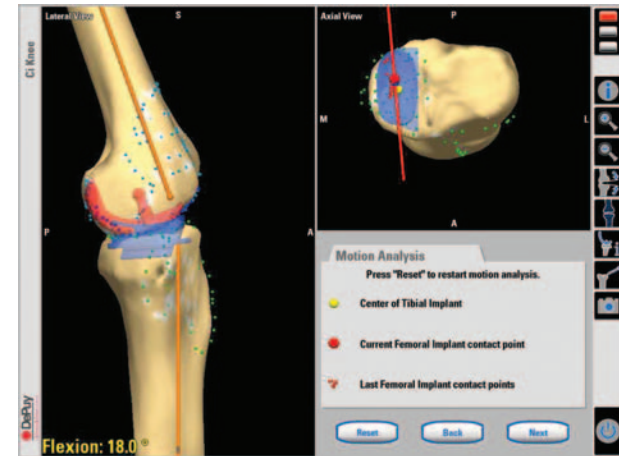 Ci Knee
DePuy
Lateral View
S
P
A
Flexion: 18.0°
Axial View
P
M
L
A
Motion Analysis
Press "Reset" to restart motion analysis.
Center of Tibial Implant
Current Femoral Implant contact point
Last Femoral Implant contact points
Reset
Back
Next